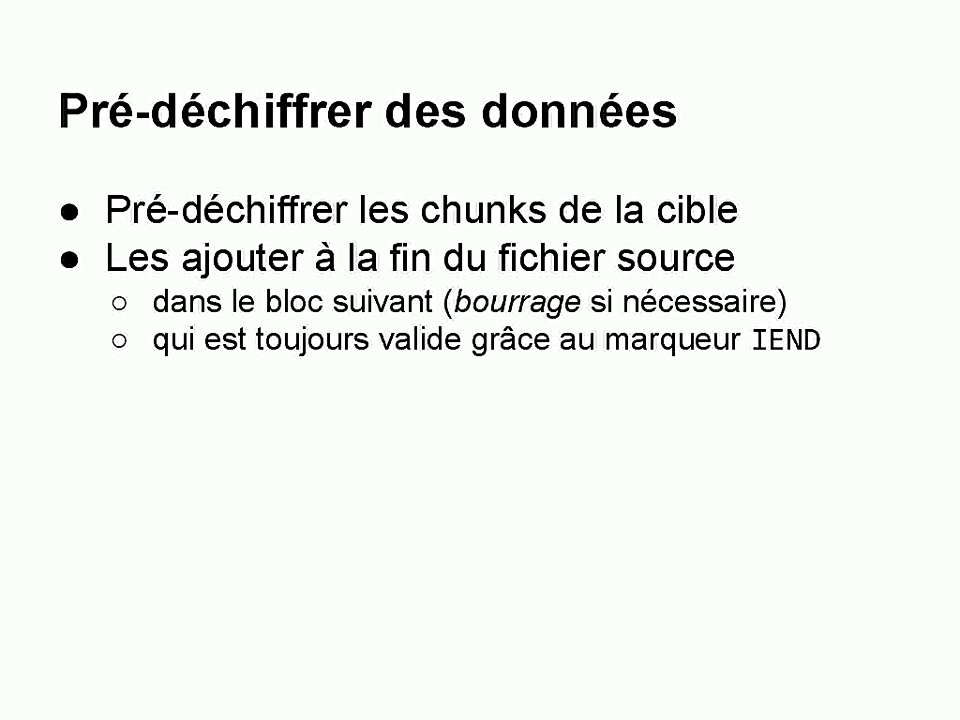 Pré-déchiffrer des données
● Pré-déchiffrer les chunks de la cible
● Les ajouter à la fin du fichier source
○ dans le bloc suivant (bourrage si nécessaire)
○ qui est toujours valide grâce au marqueur IEND